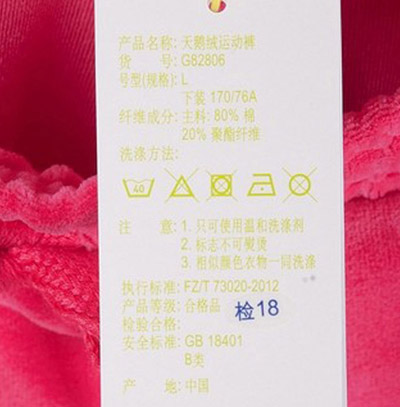 产品名称: 天鹅绒运动裤
货 号: G82806
号型(规格): L
下装 170/76A
纤维成分: 主料: 80% 棉
20% 聚酯纤维
洗涤方法:
40
注 意: 1. 只可使用温和洗涤剂
2. 标志不可熨烫
3. 相似颜色衣物一同洗涤
执行标准: FZ/T 73020-2012
产品等级: 合格品
检验合格: 检18
安全标准: GB 18401
B类
产 地: 中国